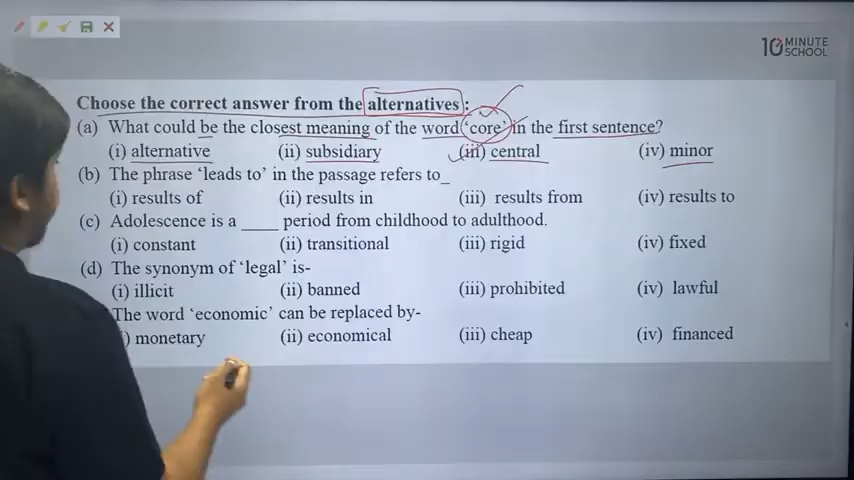 10 MINUTE SCHOOL
Choose the correct answer from the alternatives :
(a) What could be the closest meaning of the word 'core' in the first sentence?
(i) alternative (ii) subsidiary (iii) central (iv) minor
(b) The phrase 'leads to' in the passage refers to_
(i) results of (ii) results in (iii) results from (iv) results to
(c) Adolescence is a ____ period from childhood to adulthood.
(i) constant (ii) transitional (iii) rigid (iv) fixed
(d) The synonym of 'legal' is-
(i) illicit (ii) banned (iii) prohibited (iv) lawful
The word 'economic' can be replaced by-
) monetary (ii) economical (iii) cheap (iv) financed